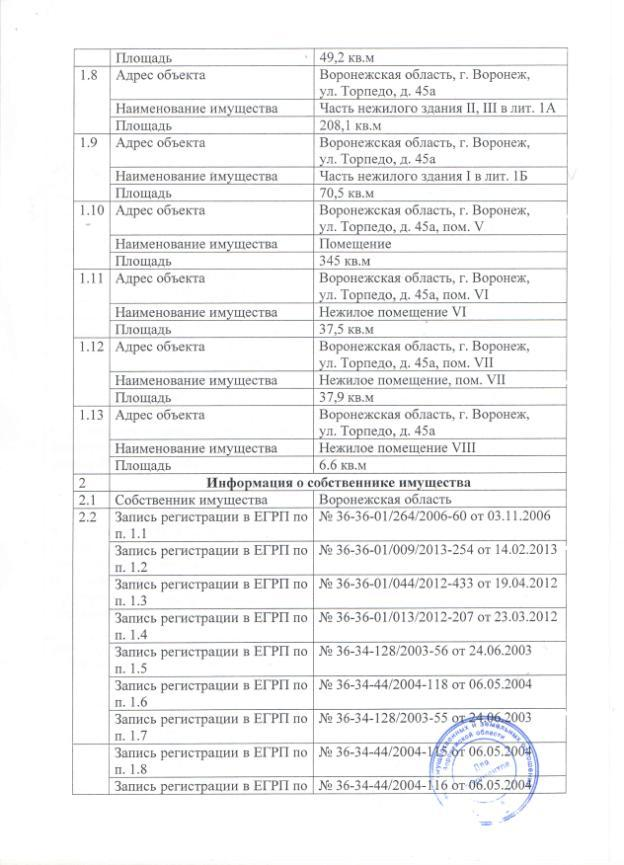 Площадь 49,2 кв.м
1.8 Адрес объекта Воронежская область, г. Воронеж,
ул. Торпедо, д. 45а
Наименование имущества Часть нежилого здания II, III в лит. 1А
Площадь 208,1 кв.м
1.9 Адрес объекта Воронежская область, г. Воронеж,
ул. Торпедо, д. 45а
Наименование имущества Часть нежилого здания I в лит. 1Б
Площадь 70,5 кв.м
1.10 Адрес объекта Воронежская область, г. Воронеж,
ул. Торпедо, д. 45а, пом. V
Наименование имущества Помещение
Площадь 345 кв.м
1.11 Адрес объекта Воронежская область, г. Воронеж,
ул. Торпедо, д. 45а, пом. VI
Наименование имущества Нежилое помещение VI
Площадь 37,5 кв.м
1.12 Адрес объекта Воронежская область, г. Воронеж,
ул. Торпедо, д. 45а, пом. VII
Наименование имущества Нежилое помещение, пом. VII
Площадь 37,9 кв.м
1.13 Адрес объекта Воронежская область, г. Воронеж,
ул. Торпедо, д. 45а
Наименование имущества Нежилое помещение VIII
Площадь 6.6 кв.м
2 Информация о собственнике имущества
2.1 Собственник имущества Воронежская область
2.2 Запись регистрации в ЕГРП по № 36-36-01/264/2006-60 от 03.11.2006
п. 1.1
Запись регистрации в ЕГРП по № 36-36-01/009/2013-254 от 14.02.2013
п. 1.2
Запись регистрации в ЕГРП по № 36-36-01/044/2012-433 от 19.04.2012
п. 1.3
Запись регистрации в ЕГРП по № 36-36-01/013/2012-207 от 23.03.2012
п. 1.4
Запись регистрации в ЕГРП по № 36-34-128/2003-56 от 24.06.2003
п. 1.5
Запись регистрации в ЕГРП по № 36-34-44/2004-118 от 06.05.2004
п. 1.6
Запись регистрации в ЕГРП по № 36-34-128/2003-55 от 24.06.2003
п. 1.7
Запись регистрации в ЕГРП по № 36-34-44/2004-115 от 06.05.2004
п. 1.8
Запись регистрации в ЕГРП по № 36-34-44/2004-116 от 06.05.2004
и земельных
области
Для